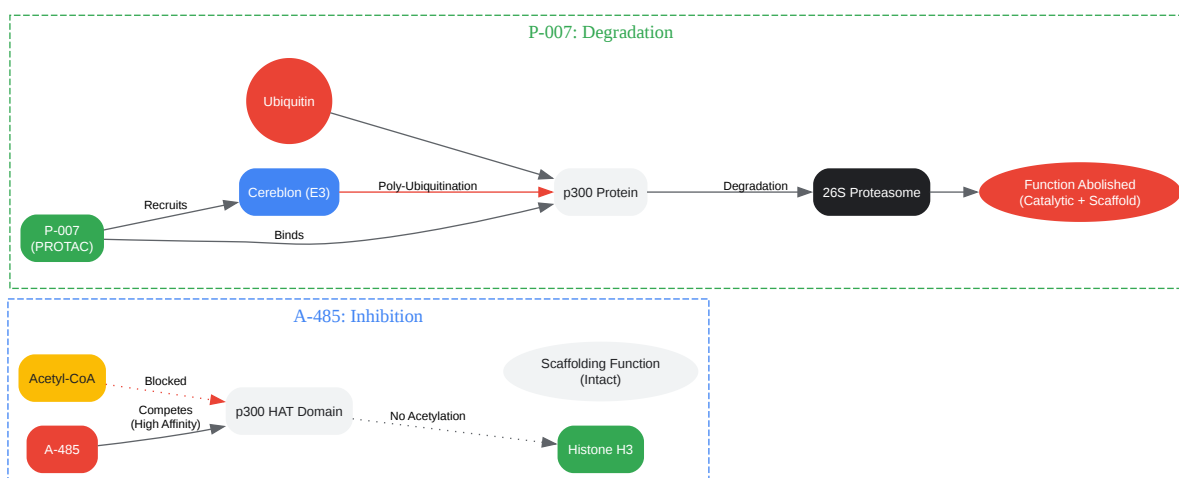 P-007: Degradation
Ubiquitin
Cereblon (E3)
Poly-Ubiquitination
p300 Protein
Degradation
26S Proteasome
Function Abolished
(Catalytic + Scaffold)
Recruits
P-007
(PROTAC)
Binds
A-485: Inhibition
Acetyl-CoA
Blocked
Competes
(High Affinity)
A-485
p300 HAT Domain
No Acetylation
Scaffolding Function
(Intact)
Histone H3